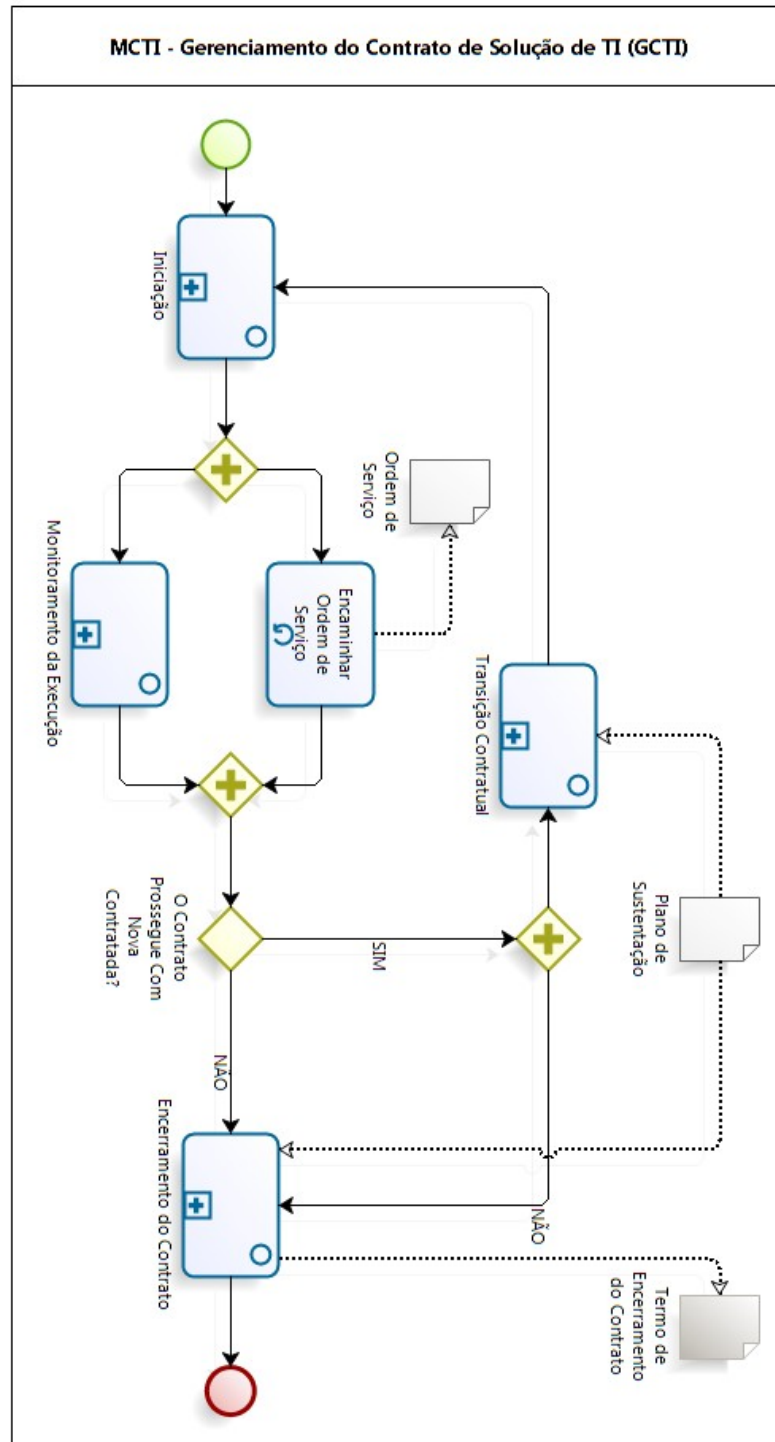 MCTI - Gerenciamento do Contrato de Solução de TI (GCTI)
Iniciação
Ordem de
Serviço
Encaminhar
Ordem de
Serviço
Monitoramento da Execução
Transição Contratual
Plano de
Sustentação
O Contrato
Prossegue Com
Nova
Contratada?
SIM
NÃO
NÃO
Encerramento do Contrato
Termo de
Encerramento
do Contrato